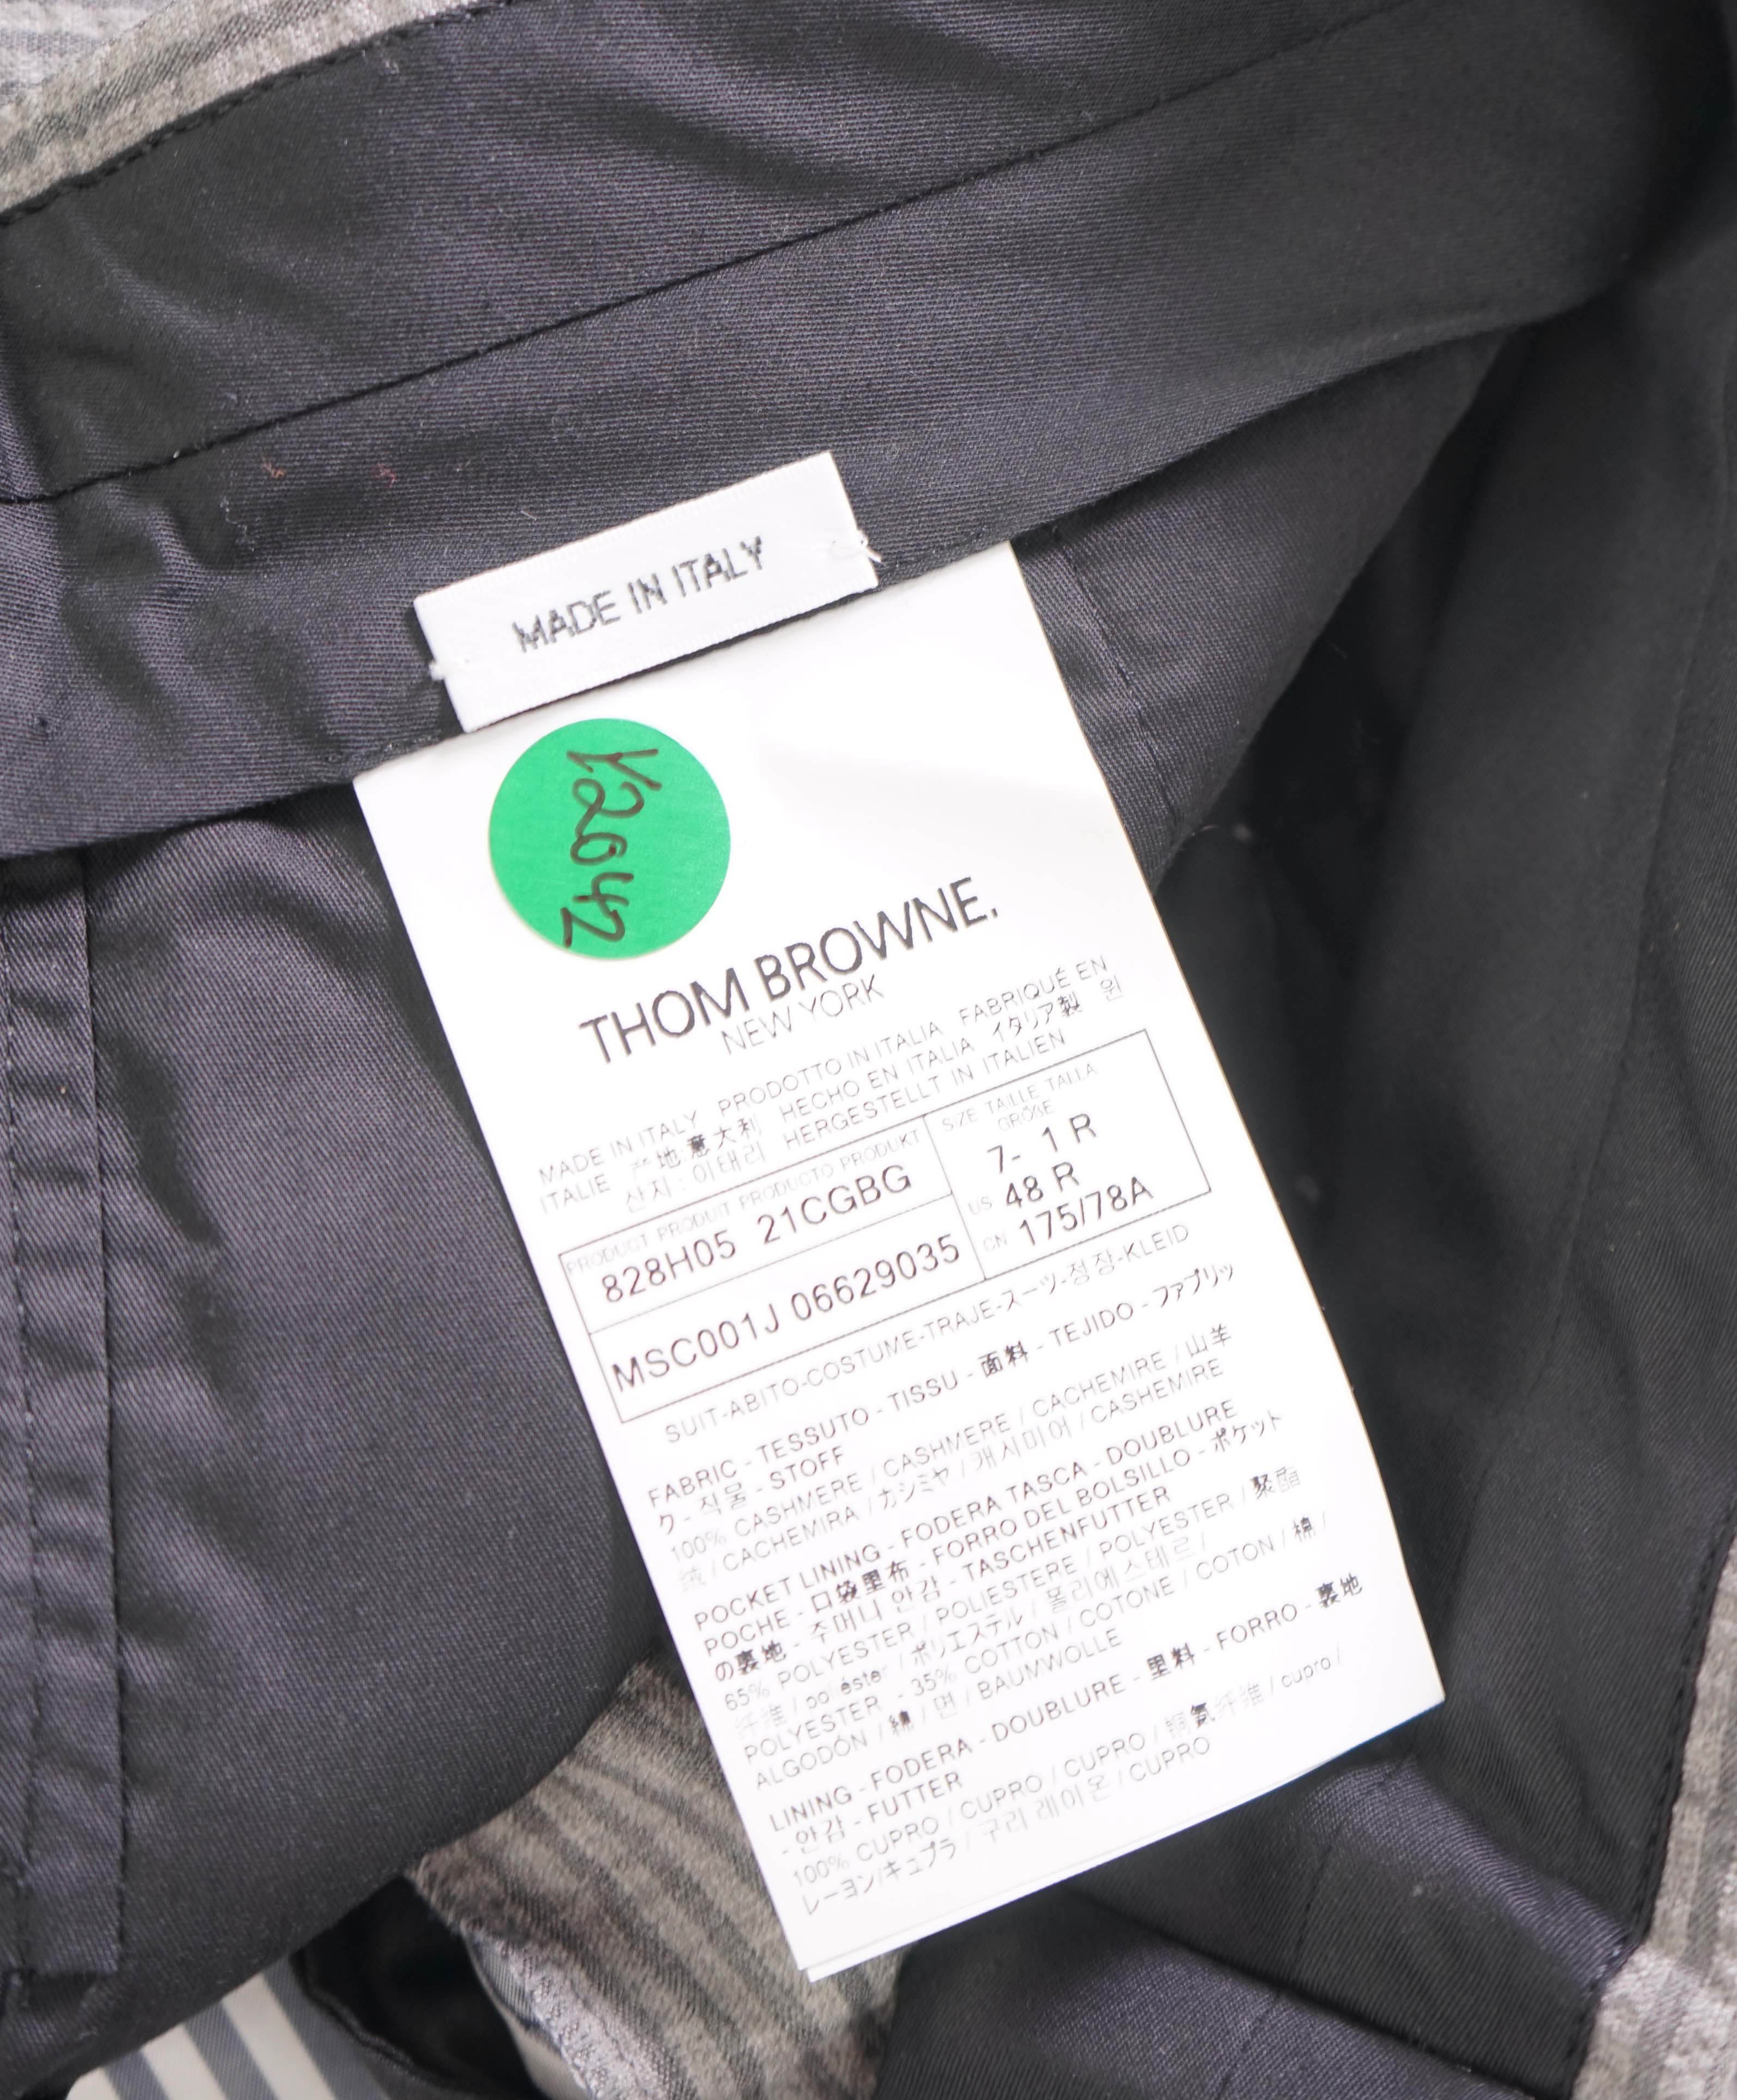 MADE IN ITALY
K2042
THOM BROWNE.
NEW YORK
MADE IN ITALY PRODOTTO IN ITALIA FABRIQUÉ EN
ITALIE 产地意大利 HECHO EN ITALIA イタリア製 원
산지 : 이태리 HERGESTELLT IN ITALIEN
PRODUCT PRODUIT PRODUCTO PRODUKT
828H05 21CGBG
MSC001J 06629035
SIZE TAILLE TALLA
GRÖßE
7- 1 R
US 48 R
CN 175/78A
SUIT-ABITO-COSTUME-TRAJE-スーツ-정장-KLEID
FABRIC - TESSUTO - TISSU - 面料 - TEJIDO - ファブリッ
ク - 직물 - STOFF
100% CASHMERE / CASHMERE / CACHEMIRE / 山羊
绒 / CACHEMIRA / カシミヤ / 캐시미어 / CASHEMIRE
POCKET LINING - FODERA TASCA - DOUBLURE
POCHE - 口袋里布 - FORRO DEL BOLSILLO - ポケット
の裏地 - 주머니 안감 - TASCHENFUTTER
65% POLYESTER / POLIESTERE / POLYESTER / 聚酯
纤维 / poliéster / ポリエステル / 폴리에스테르 /
POLYESTER - 35% COTTON / COTONE / COTON / 棉 /
ALGODÓN / 綿 / 면 / BAUMWOLLE
LINING - FODERA - DOUBLURE - 里料 - FORRO - 裏地
- 안감 - FUTTER
100% CUPRO / CUPRO / CUPRO / 铜氨纤维 / cupro /
レーヨン/キュプラ / 구리 레이온 / CUPRO